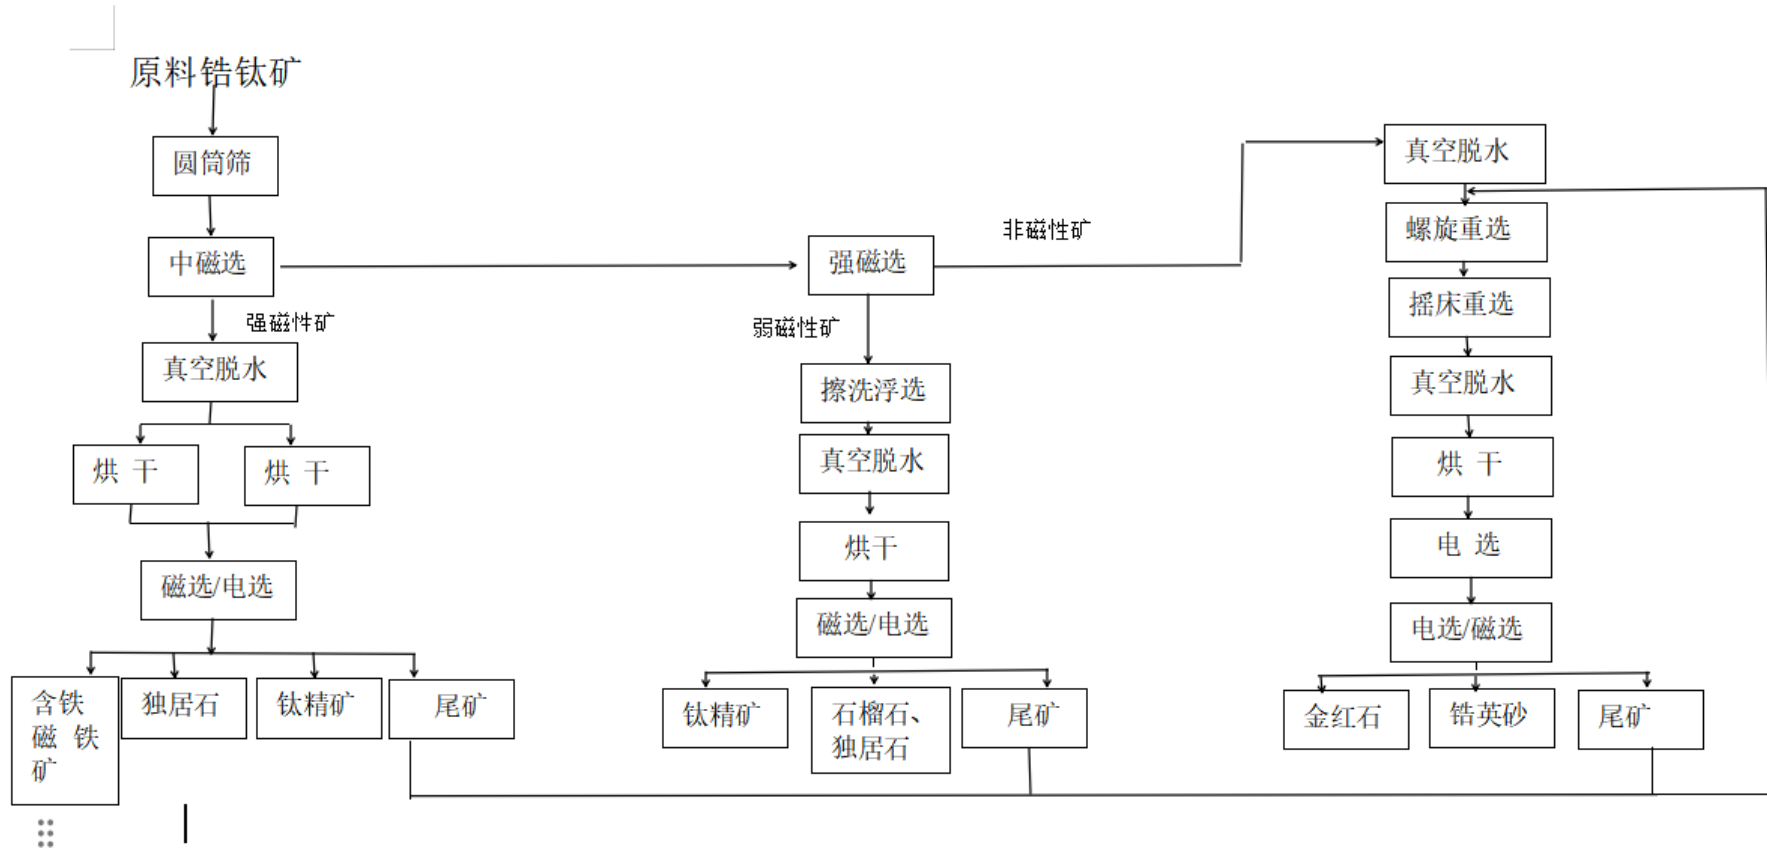 原料锆钛矿
圆筒筛
中磁选
强磁性矿
真空脱水
烘 干
烘 干
磁选/电选
含铁
磁 铁
矿
独居石
钛精矿
尾矿
强磁选
非磁性矿
弱磁性矿
擦洗浮选
真空脱水
烘干
磁选/电选
钛精矿
石榴石、
独居石
尾矿
真空脱水
螺旋重选
摇床重选
真空脱水
烘 干
电 选
电选/磁选
金红石
锆英砂
尾矿